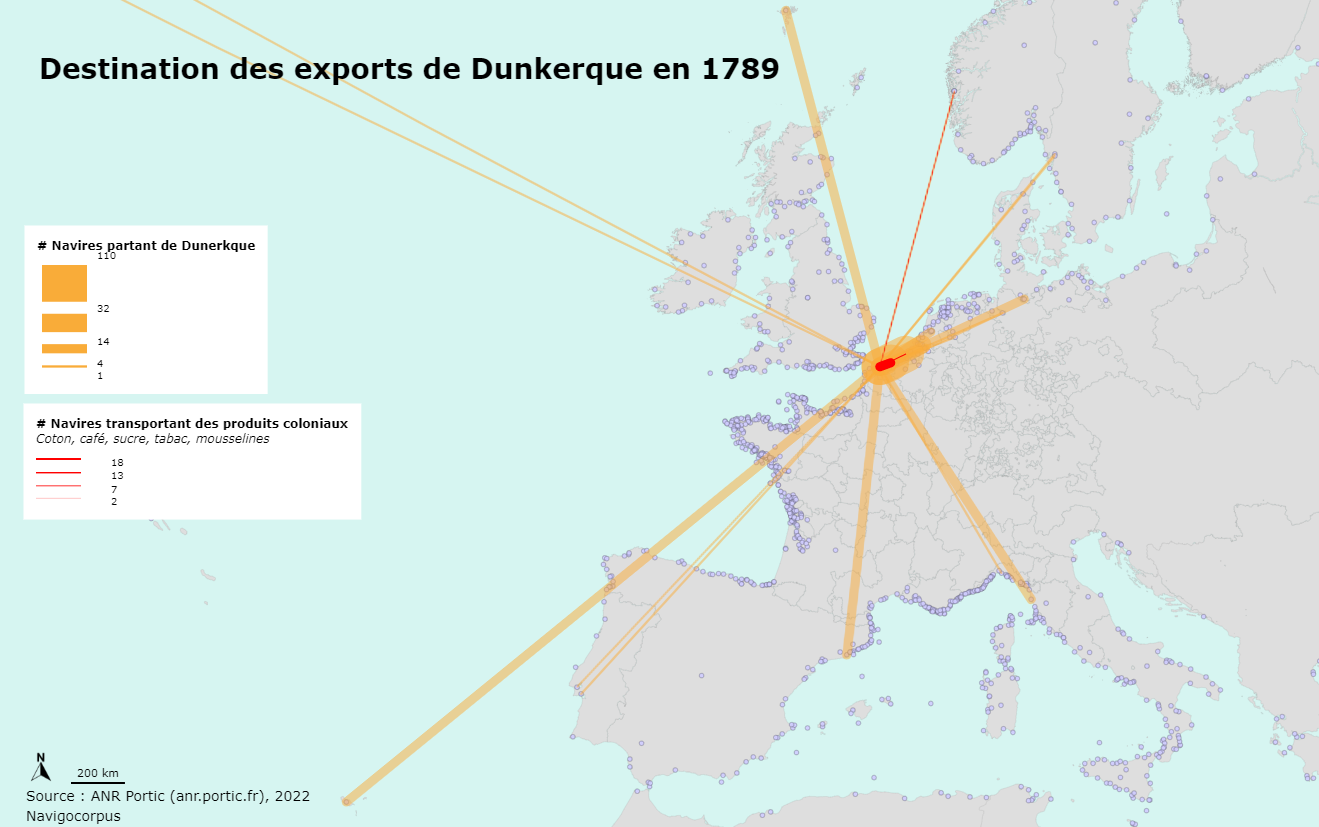 Destination des exports de Dunkerque en 1789
# Navires partant de Dunerkque
110
32
14
4
1
# Navires transportant des produits coloniaux
Coton, café, sucre, tabac, mousselines
18
13
7
2
N
200 km
Source : ANR Portic (anr.portic.fr), 2022
Navigocorpus